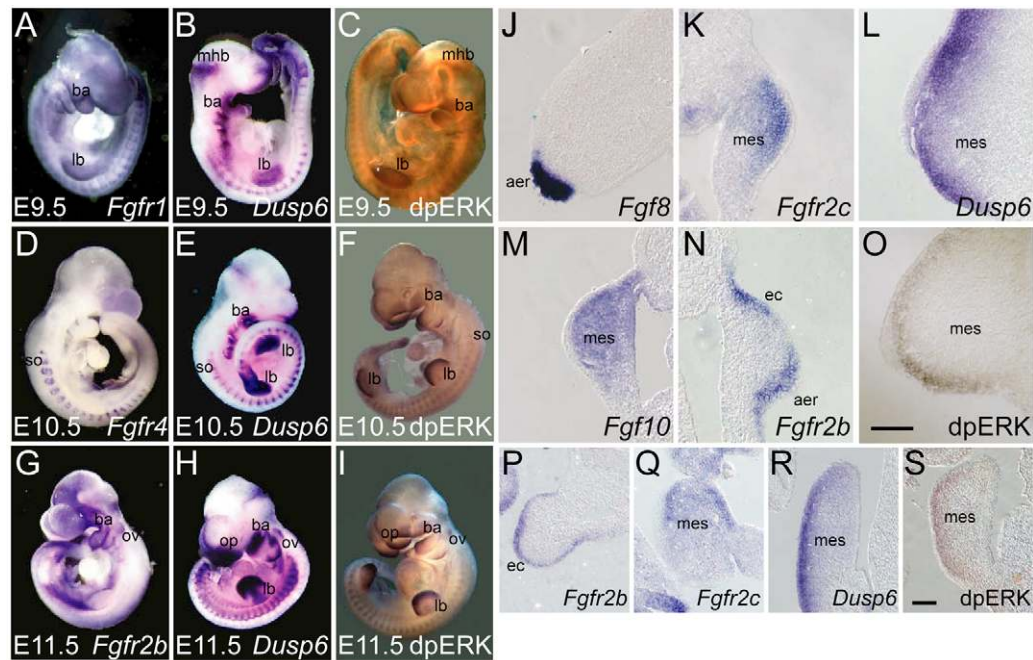 A
ba
lb
E9.5 Fgfr1
B
mhb
ba
lb
E9.5 Dusp6
C
mhb
ba
lb
E9.5 dpERK
D
so
E10.5 Fgfr4
E
ba
so
lb
lb
E10.5 Dusp6
F
ba
so
lb
lb
E10.5 dpERK
G
ba
ov
E11.5 Fgfr2b
H
op
ba
ov
lb
E11.5 Dusp6
I
op
ba
ov
lb
E11.5 dpERK
J
aer
Fgf8
K
mes
Fgfr2c
L
mes
Dusp6
M
mes
Fgf10
N
ec
aer
Fgfr2b
O
mes
dpERK
P
ec
Fgfr2b
Q
mes
Fgfr2c
R
mes
Dusp6
S
mes
dpERK